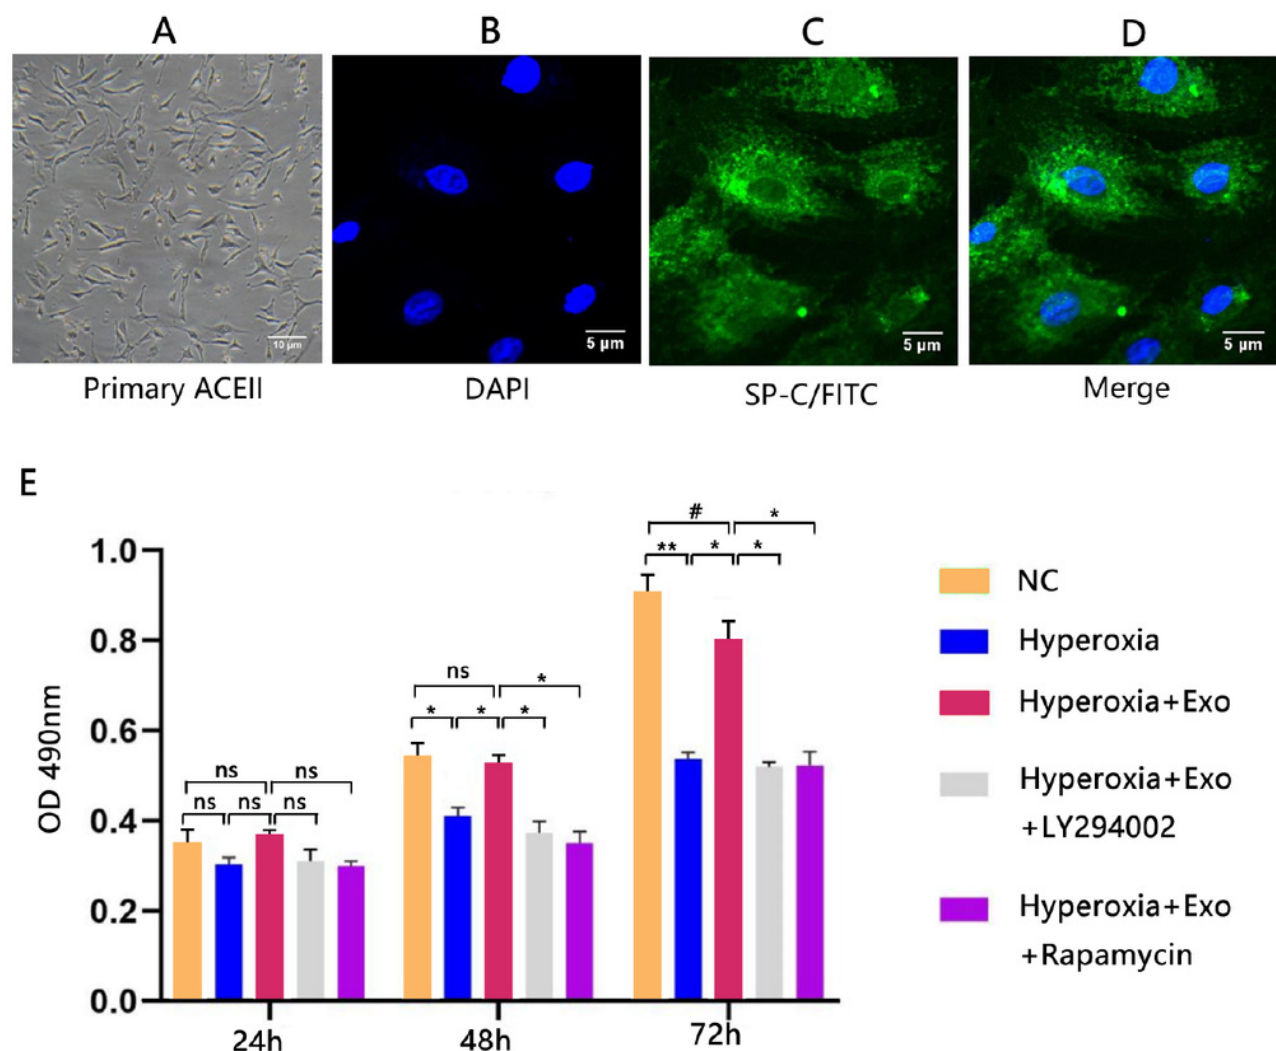 A
B
C
D
10 μm
5 μm
5 μm
5 μm
Primary ACEII
DAPI
SP-C/FITC
Merge
E
OD 490nm
1.0
0.8
0.6
0.4
0.2
0.0
ns
ns
ns
ns
ns
ns
*
*
*
*
#
*
**
*
*
24h
48h
72h
NC
Hyperoxia
Hyperoxia+Exo
Hyperoxia+Exo
+LY294002
Hyperoxia+Exo
+Rapamycin